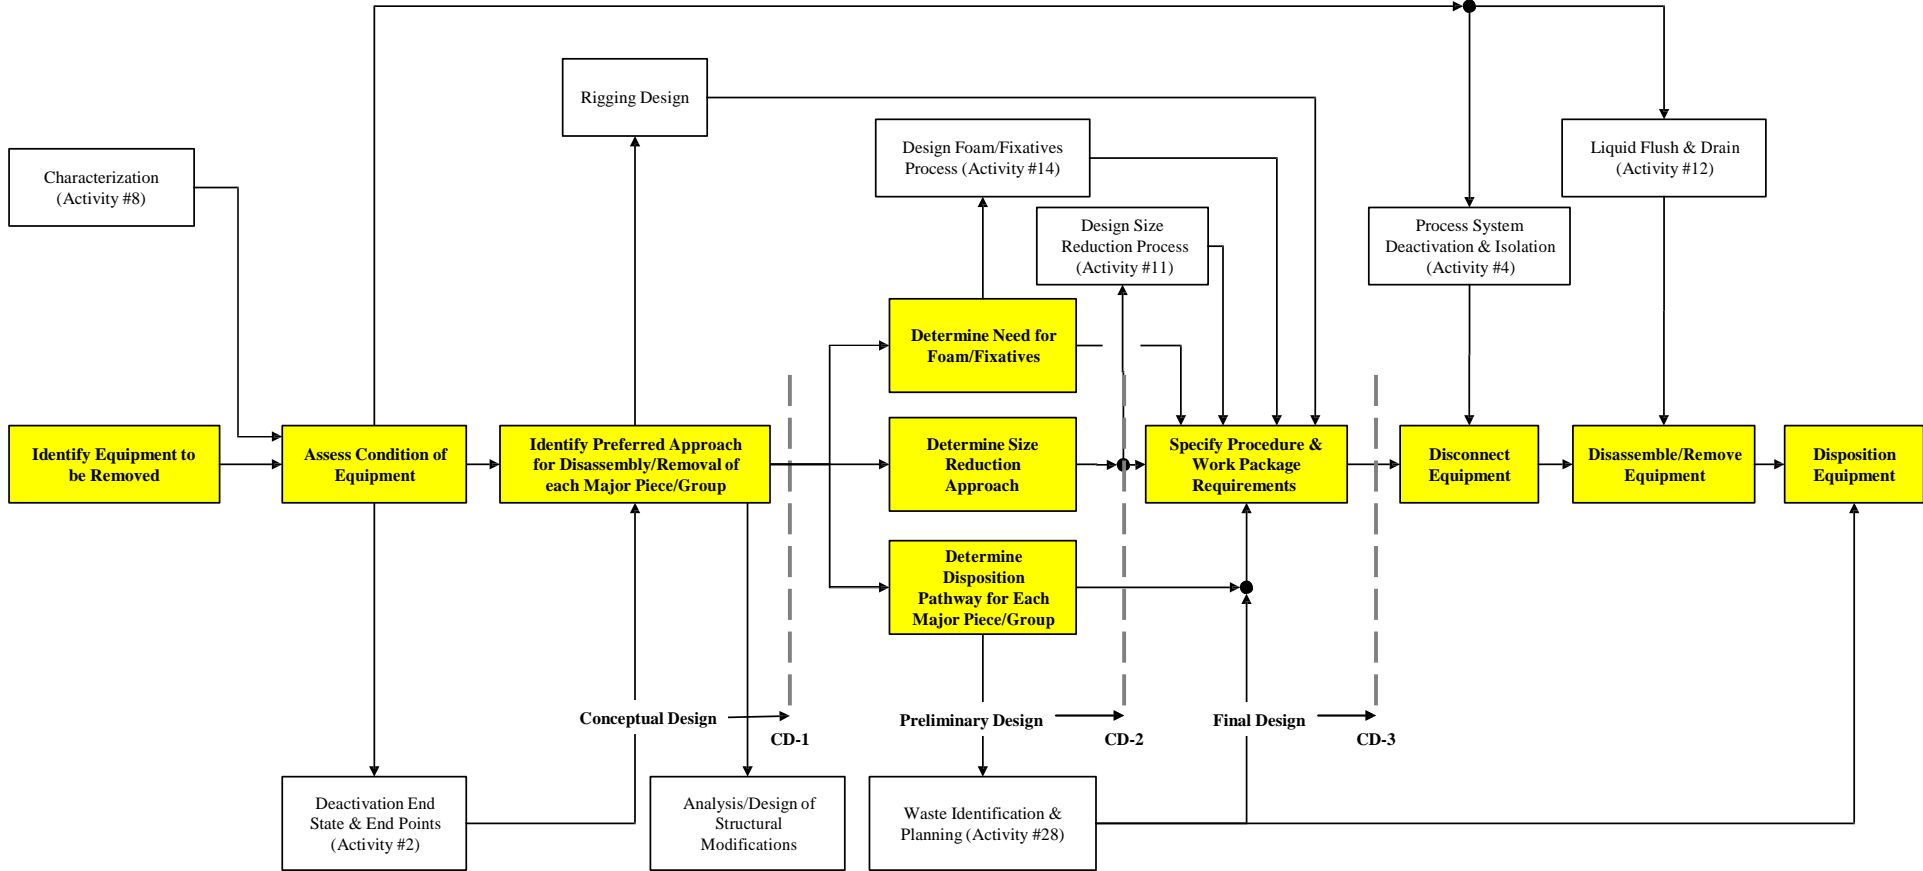 Rigging Design
Design Foam/Fixatives
Process (Activity #14)
Liquid Flush & Drain
(Activity #12)
Characterization
(Activity #8)
Design Size
Reduction Process
(Activity #11)
Process System
Deactivation & Isolation
(Activity #4)
Determine Need for
Foam/Fixatives
Identify Equipment to
be Removed
Assess Condition of
Equipment
Identify Preferred Approach
for Disassembly/Removal of
each Major Piece/Group
Determine Size
Reduction
Approach
Specify Procedure &
Work Package
Requirements
Disconnect
Equipment
Disassemble/Remove
Equipment
Disposition
Equipment
Determine
Disposition
Pathway for Each
Major Piece/Group
Conceptual Design
CD-1
Preliminary Design
CD-2
Final Design
CD-3
Deactivation End
State & End Points
(Activity #2)
Analysis/Design of
Structural
Modifications
Waste Identification &
Planning (Activity #28)